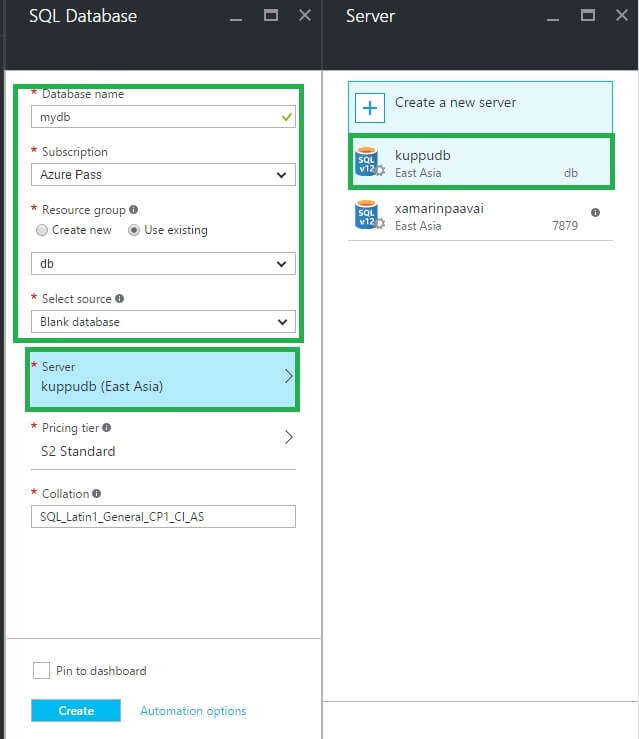 SQL Database
* Database name
mydb
* Subscription
Azure Pass
* Resource group
Create new Use existing
db
* Select source
Blank database
* Server
kuppudb (East Asia)
* Pricing tier
S2 Standard
* Collation
SQL_Latin1_General_CP1_CI_AS
Pin to dashboard
Create Automation options
Server
Create a new server
SQL v12
kuppudb
East Asia db
SQL v12
xamarinpaavai
East Asia 7879